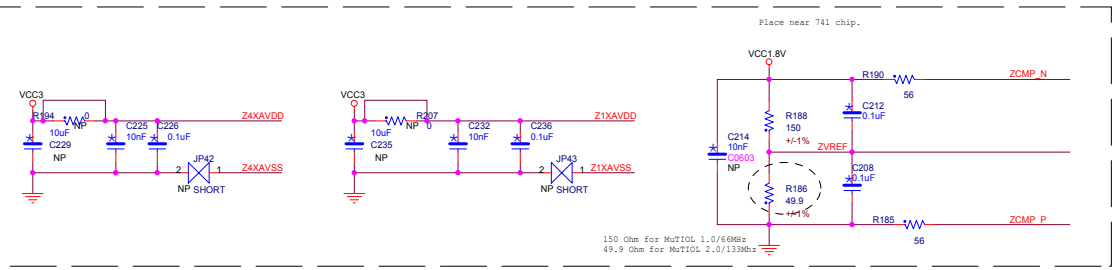 Place near 741 chip.
VCC3
R194
0
NP
10uF
C229
NP
C225
10nF
C226
0.1uF
Z4XAVDD
JP42
2
1
NP
SHORT
Z4XAVSS
VCC3
R207
0
NP
10uF
C235
NP
C232
10nF
C236
0.1uF
Z1XAVDD
JP43
2
1
NP
SHORT
Z1XAVSS
VCC1.8V
R190
56
ZCMP_N
C214
10nF
C0603
NP
R188
150
+/-1%
C212
0.1uF
ZVREF
R186
49.9
+/-1%
C208
0.1uF
R185
56
ZCMP_P
150 Ohm for MuTIOL 1.0/66MHz
49.9 Ohm for MuTIOL 2.0/133Mhz